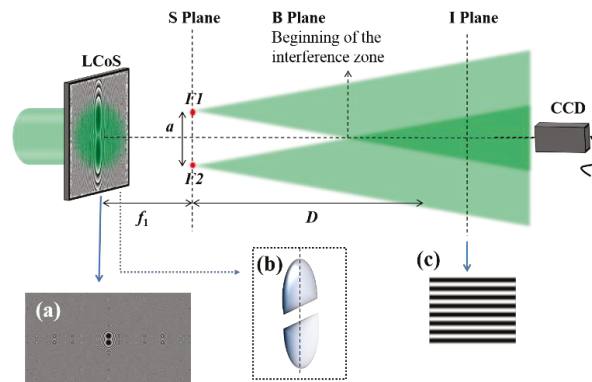 S Plane
B Plane
I Plane
Beginning of the
interference zone
LCoS
CCD
F1
a
F2
f1
D
(a)
(b)
(c)